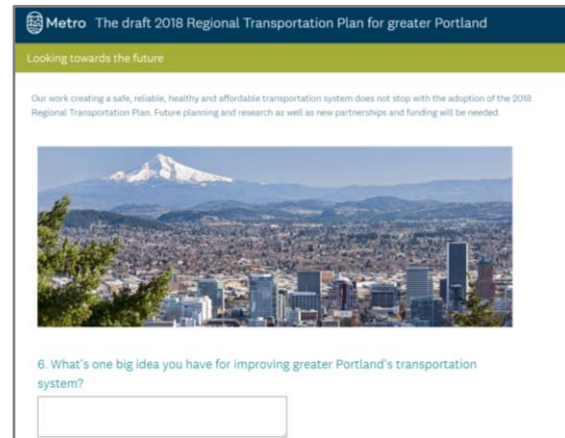 Metro The draft 2018 Regional Transportation Plan for greater Portland
Looking towards the future
Our work creating a safe, reliable, healthy and affordable transportation system does not stop with the adoption of the 2018
Regional Transportation Plan. Future planning and research as well as new partnerships and funding will be needed.
6. What's one big idea you have for improving greater Portland's transportation
system?